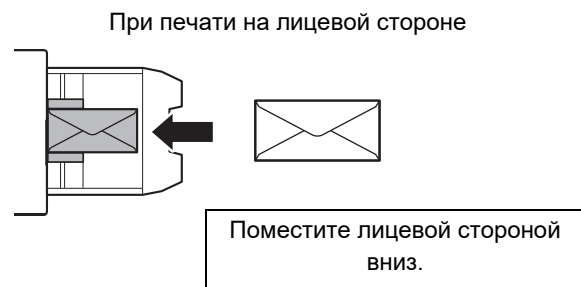 При печати на лицевой стороне
Поместите лицевой стороной
вниз.